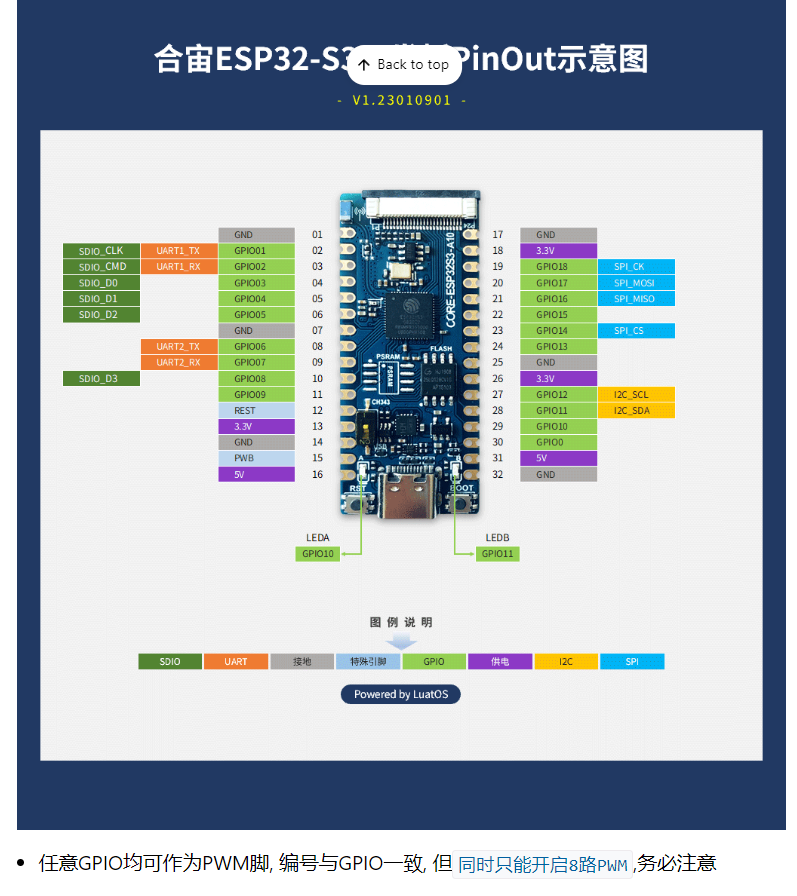 合宙ESP32-S3 PinOut示意图
Back to top
- V1.23010901 -
GND 01 17 GND
SDIO_CLK UART1_TX GPIO01 02 18 3.3V
SDIO_CMD UART1_RX GPIO02 03 19 GPIO18 SPI_CK
SDIO_D0 GPIO03 04 20 GPIO17 SPI_MOSI
SDIO_D1 GPIO04 05 21 GPIO16 SPI_MISO
SDIO_D2 GPIO05 06 22 GPIO15
GND 07 23 GPIO14 SPI_CS
UART2_TX GPIO06 08 24 GPIO13
UART2_RX GPIO07 09 25 GND
SDIO_D3 GPIO08 10 26 3.3V
GPIO09 11 27 GPIO12 I2C_SCL
REST 12 28 GPIO11 I2C_SDA
3.3V 13 29 GPIO10
GND 14 30 GPIO0
PWB 15 31 5V
5V 16 32 GND
CORE-ESP32S3-A10
FLASH
PSRAM
PSRAM
CH343
A B
RST BOOT
LEDA LEDB
GPIO10 GPIO11
图例说明
SDIO UART 接地 特殊引脚 GPIO 供电 I2C SPI
Powered by LuatOS
任意GPIO均可作为PWM脚, 编号与GPIO一致, 但 同时只能开启8路PWM ,务必注意